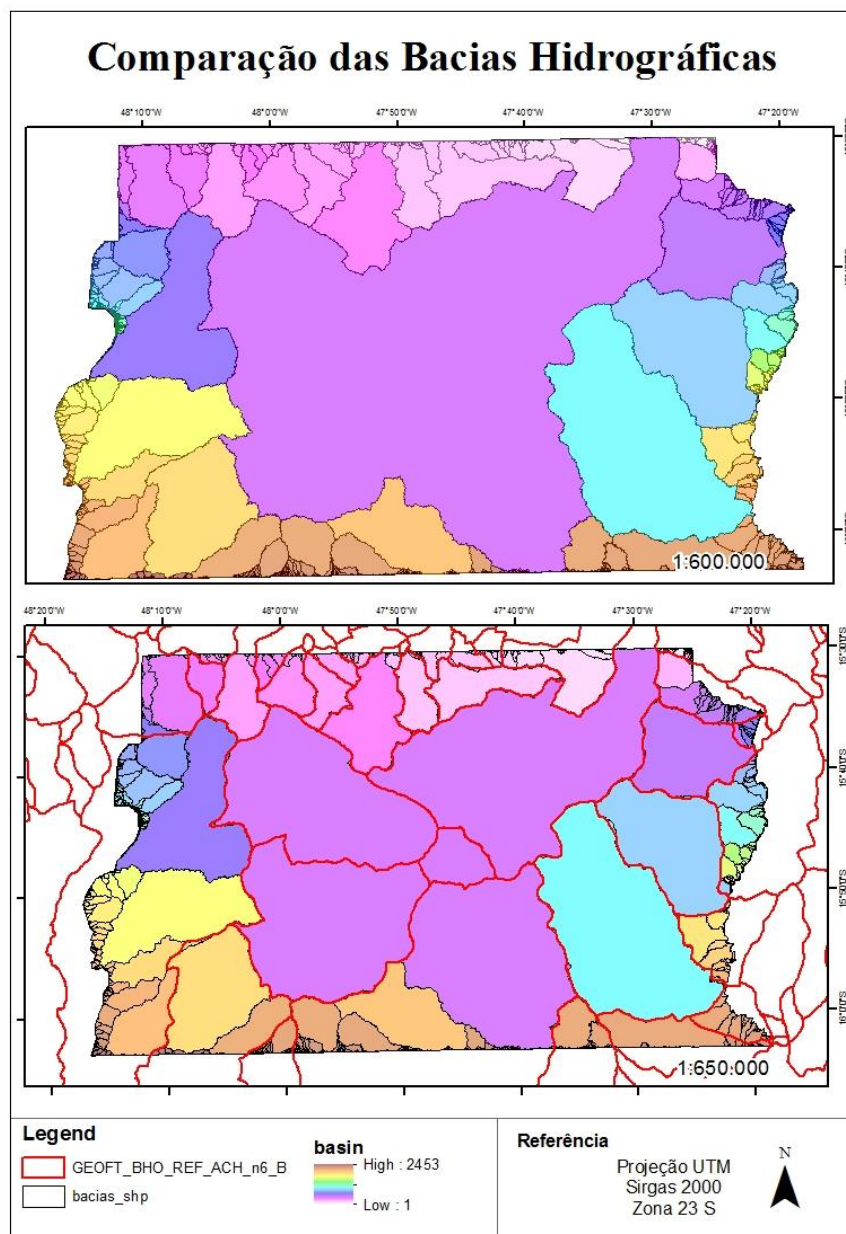 Comparação das Bacias Hidrográficas
48°10'0"W 48°0'0"W 47°50'0"W 47°40'0"W 47°30'0"W 47°20'0"W
1:600.000
48°20'0"W 48°10'0"W 48°0'0"W 47°50'0"W 47°40'0"W 47°30'0"W 47°20'0"W
15°30'0"S
15°40'0"S
15°50'0"S
16°0'0"S
1:650.000
Legend
GEOFT_BHO_REF_ACH_n6_B
bacias_shp
basin
High : 2453
Low : 1
Referência
Projeção UTM
Sirgas 2000
Zona 23 S
N